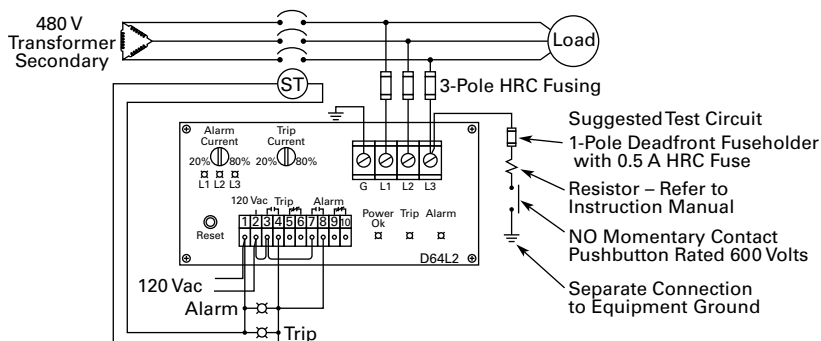 480 V
Transformer
Secondary
Load
ST
3-Pole HRC Fusing
Suggested Test Circuit
1-Pole Deadfront Fuseholder
with 0.5 A HRC Fuse
Resistor – Refer to
Instruction Manual
NO Momentary Contact
Pushbutton Rated 600 Volts
Separate Connection
to Equipment Ground
Alarm
Current
20% 80%
L1 L2 L3
Trip
Current
20% 80%
G L1 L2 L3
Reset
120 Vac Trip Alarm
1 2 3 4 5 6 7 8 9 10
Power
Ok
Trip
Alarm
D64L2
120 Vac
Alarm
Trip